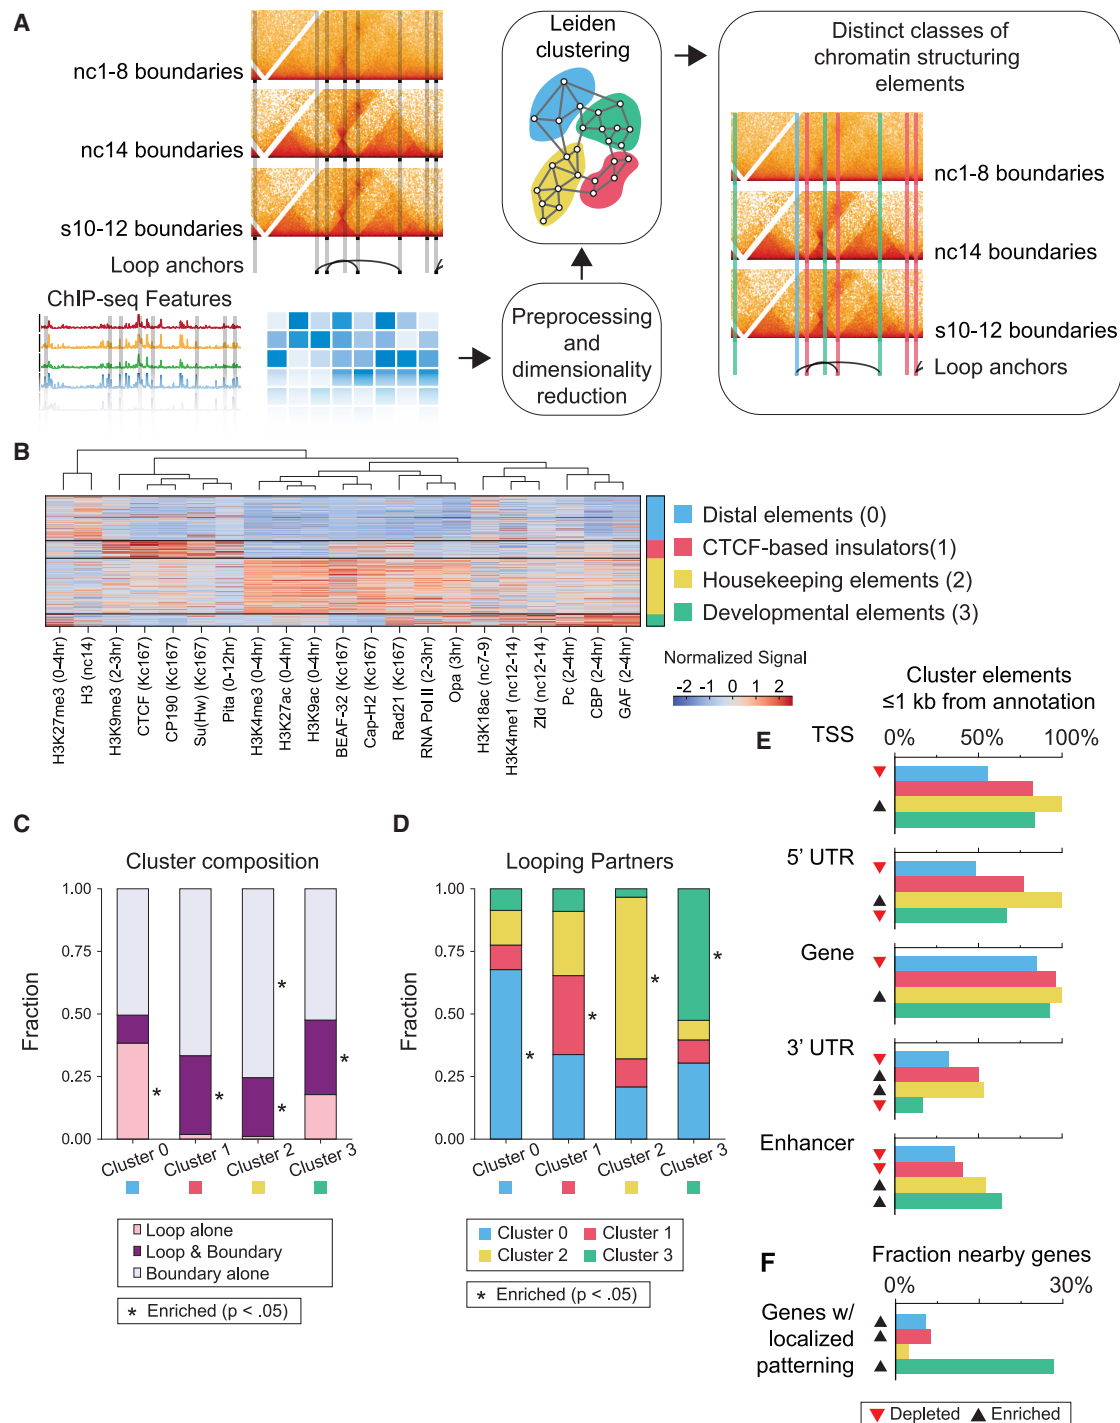 A
nc1-8 boundaries
nc14 boundaries
s10-12 boundaries
Loop anchors
ChIP-seq Features
Leiden
clustering
Preprocessing
and
dimensionality
reduction
Distinct classes of
chromatin structuring
elements
nc1-8 boundaries
nc14 boundaries
s10-12 boundaries
Loop anchors
B
Distal elements (0)
CTCF-based insulators(1)
Housekeeping elements (2)
Developmental elements (3)
H3K27me3 (0-4hr)
H3 (nc14)
H3K9me3 (2-3hr)
CTCF (Kc167)
CP190 (Kc167)
Su(Hw) (Kc167)
Pita (0-12hr)
H3K4me3 (0-4hr)
H3K27ac (0-4hr)
H3K9ac (0-4hr)
BEAF-32 (Kc167)
Cap-H2 (Kc167)
Rad21 (Kc167)
RNA Pol II (2-3hr)
Opa (3hr)
H3K18ac (nc7-9)
H3K4me1 (nc12-14)
Zld (nc12-14)
Pc (2-4hr)
CBP (2-4hr)
GAF (2-4hr)
Normalized Signal
-2 -1 0 1 2
C
Cluster composition
Fraction
1.00
0.75
0.50
0.25
0.00
* * * * *
Cluster 0 Cluster 1 Cluster 2 Cluster 3
Loop alone
Loop & Boundary
Boundary alone
* Enriched (p < .05)
D
Looping Partners
Fraction
1.00
0.75
0.50
0.25
0.00
* * * *
Cluster 0 Cluster 1 Cluster 2 Cluster 3
Cluster 0 Cluster 1
Cluster 2 Cluster 3
* Enriched (p < .05)
Cluster elements
≤1 kb from annotation
E
TSS
0% 50% 100%
5' UTR
Gene
3' UTR
Enhancer
F
Fraction nearby genes
0% 30%
Genes w/
localized
patterning
Depleted Enriched